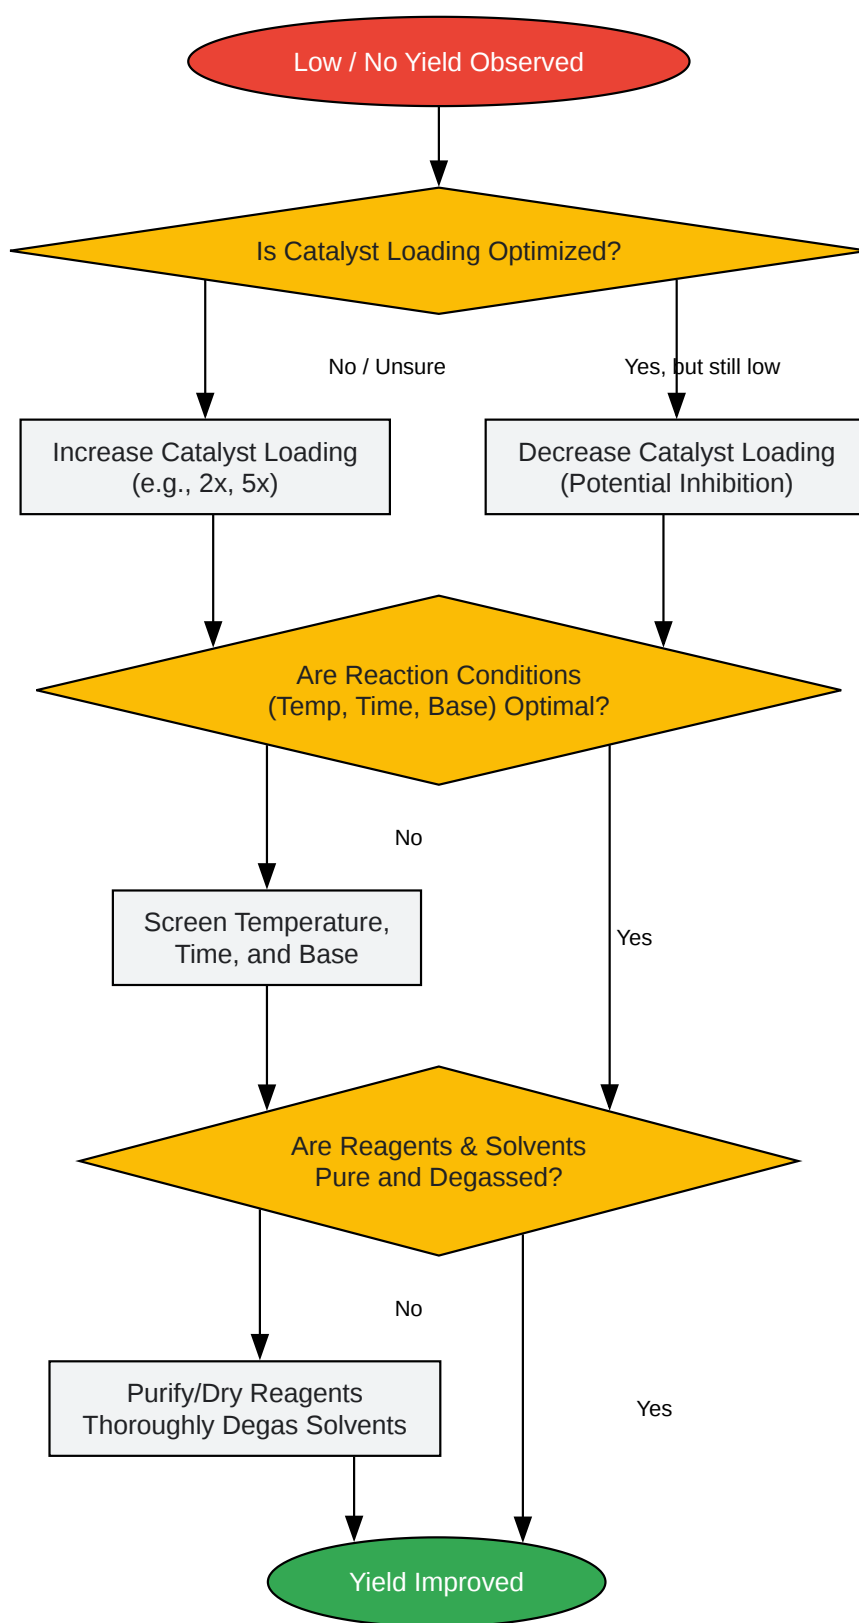 Low / No Yield Observed
Is Catalyst Loading Optimized?
No / Unsure
Yes, but still low
Increase Catalyst Loading
(e.g., 2x, 5x)
Decrease Catalyst Loading
(Potential Inhibition)
Are Reaction Conditions
(Temp, Time, Base) Optimal?
No
Screen Temperature,
Time, and Base
Yes
Are Reagents & Solvents
Pure and Degassed?
No
Purify/Dry Reagents
Thoroughly Degas Solvents
Yes
Yield Improved